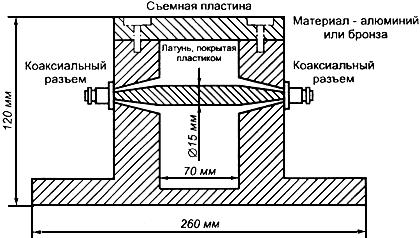 Съемная пластина
Материал - алюминий
или бронза
Латунь, покрытая
пластиком
Коаксиальный
разъем
Коаксиальный
разъем
120 мм
Ø15 мм
70 мм
260 мм